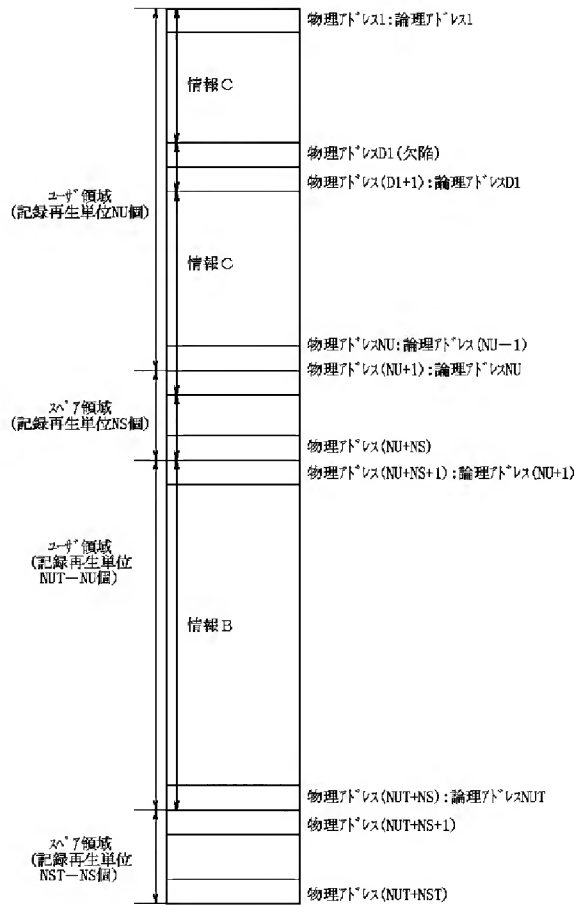 物理アドレス1:論理アドレス1
情報C
物理アドレスD1(欠陥)
物理アドレス(D1+1):論理アドレスD1
ユーザ領域
(記録再生単位NU個)
情報C
物理アドレスNU:論理アドレス(NU－1)
物理アドレス(NU+1):論理アドレスNU
スペア領域
(記録再生単位NS個)
物理アドレス(NU+NS)
物理アドレス(NU+NS+1):論理アドレス(NU+1)
ユーザ領域
(記録再生単位
NUT－NU個)
情報B
物理アドレス(NUT+NS):論理アドレスNUT
物理アドレス(NUT+NS+1)
スペア領域
(記録再生単位
NST－NS個)
物理アドレス(NUT+NST)